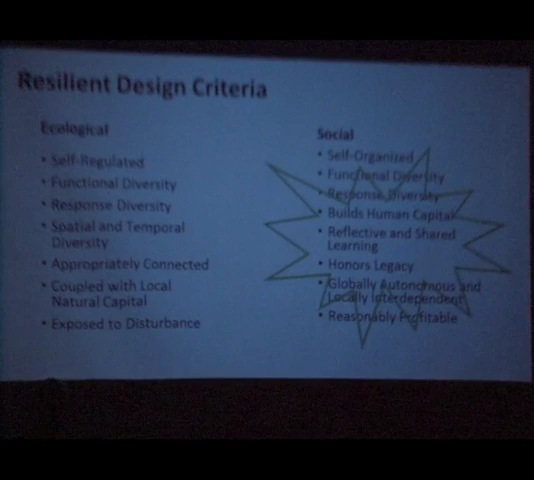 Resilient Design Criteria
Ecological
• Self-Regulated
• Functional Diversity
• Response Diversity
• Spatial and Temporal
Diversity
• Appropriately Connected
• Coupled with Local
Natural Capital
• Exposed to Disturbance
Social
• Self-Organized
• Functional Diversity
• Response Diversity
• Builds Human Capital
• Reflective and Shared
Learning
• Honors Legacy
• Globally Autonomous and
Locally Interdependent
• Reasonably Profitable